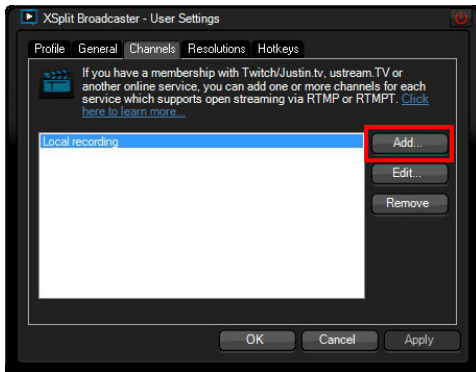 XSplit Broadcaster - User Settings
Profile General Channels Resolutions Hotkeys
If you have a membership with Twitch/Justin.tv, ustream.TV or
another online service, you can add one or more channels for each
service which supports open streaming via RTMP or RTMPT. Click
here to learn more...
Local recording
Add...
Edit...
Remove
OK Cancel Apply